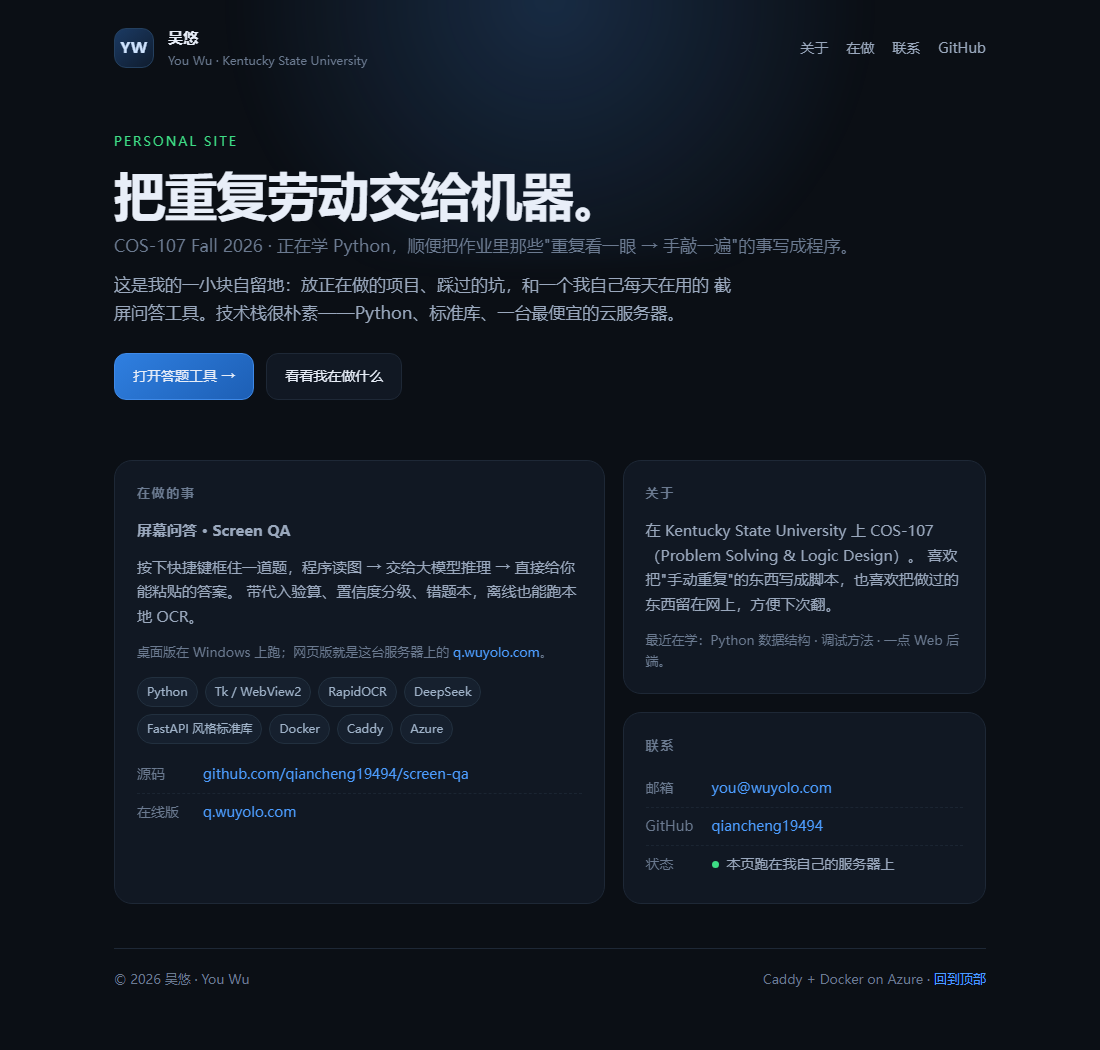 YW
吴悠
You Wu · Kentucky State University
关于 在做 联系 GitHub
PERSONAL SITE
把重复劳动交给机器。
COS-107 Fall 2026 · 正在学 Python，顺便把作业里那些"重复看一眼 → 手敲一遍"的事写成程序。
这是我的一小块自留地：放正在做的项目、踩过的坑，和一个我自己每天在用的 截
屏问答工具。技术栈很朴素——Python、标准库、一台最便宜的云服务器。
打开答题工具 → 看看我在做什么
在做的事
屏幕问答 • Screen QA
按下快捷键框住一道题，程序读图 → 交给大模型推理 → 直接给你
能粘贴的答案。 带代入验算、置信度分级、错题本，离线也能跑本
地 OCR。
桌面版在 Windows 上跑；网页版就是这台服务器上的 q.wuyolo.com。
Python Tk / WebView2 RapidOCR DeepSeek
FastAPI 风格标准库 Docker Caddy Azure
源码 github.com/qiancheng19494/screen-qa
在线版 q.wuyolo.com
关于
在 Kentucky State University 上 COS-107
（Problem Solving & Logic Design）。 喜欢
把"手动重复"的东西写成脚本，也喜欢把做过的
东西留在网上，方便下次翻。
最近在学：Python 数据结构 · 调试方法 · 一点 Web 后
端。
联系
邮箱 you@wuyolo.com
GitHub qiancheng19494
状态 本页跑在我自己的服务器上
© 2026 吴悠 · You Wu
Caddy + Docker on Azure · 回到顶部